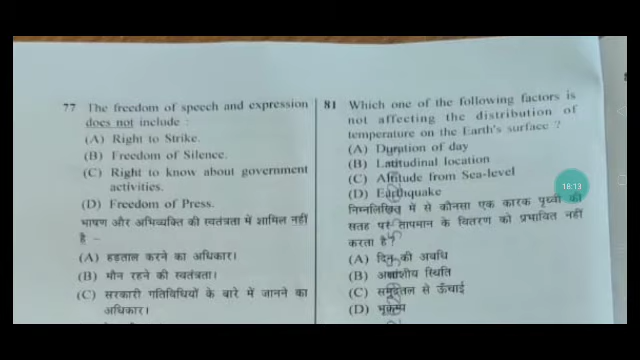 77 The freedom of speech and expression
does not include :
(A) Right to Strike.
(B) Freedom of Silence.
(C) Right to know about government
activities.
(D) Freedom of Press.
भाषण और अभिव्यक्ति की स्वतंत्रता में शामिल नहीं
है –
(A) हड़ताल करने का अधिकार।
(B) मौन रहने की स्वतंत्रता।
(C) सरकारी गतिविधियों के बारे में जानने का
अधिकार।
81 Which one of the following factors is
not affecting the distribution of
temperature on the Earth's surface ?
(A) Duration of day
(B) Latitudinal location
(C) Altitude from Sea-level
(D) Earthquake
निम्नलिखित में से कौनसा एक कारक पृथ्वी की
सतह पर तापमान के वितरण को प्रभावित नहीं
करता है ?
(A) दिन की अवधि
(B) अक्षांशीय स्थिति
(C) समुद्रतल से ऊँचाई
(D) भूकम्प
18:13